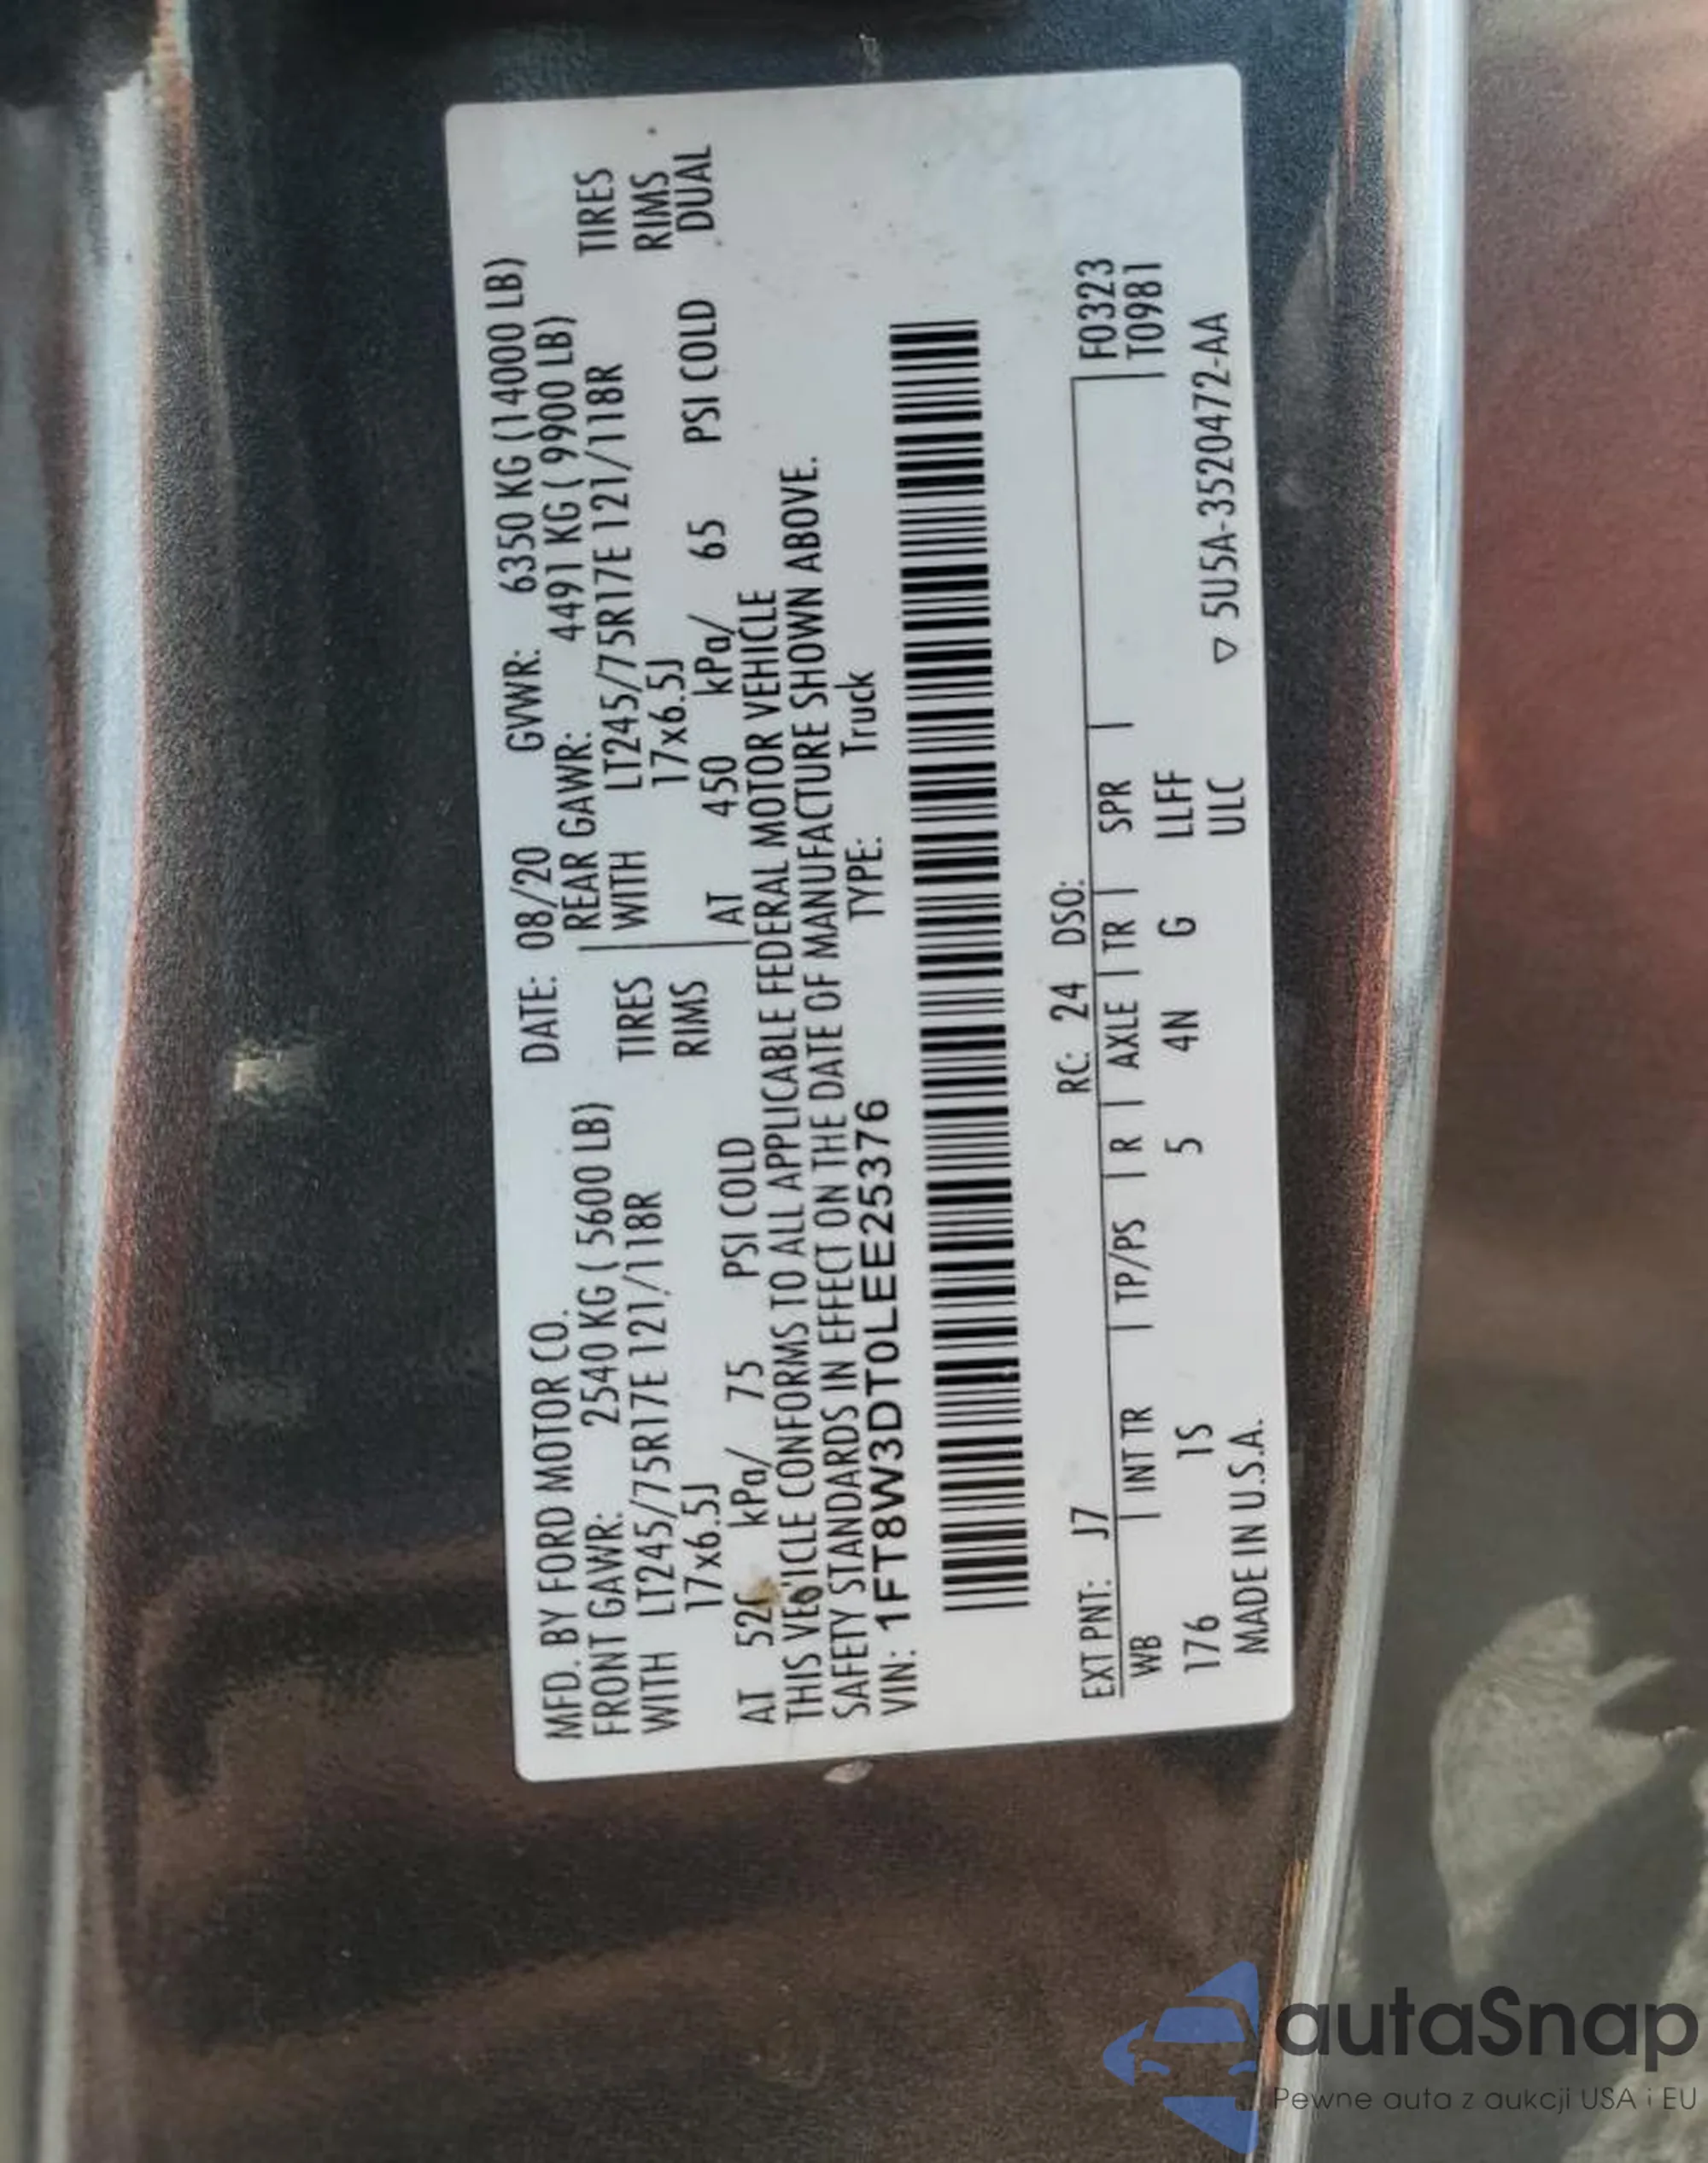 MFD. BY FORD MOTOR CO. DATE: 08/20 GVWR: 6350 KG (14000 LB)
FRONT GAWR: 2540 KG ( 5600 LB) REAR GAWR: 4491 KG ( 9900 LB)
WITH LT245/75R17E 121/118R TIRES WITH LT245/75R17E 121/118R TIRES
17x6.5J RIMS 17x6.5J RIMS
AT kPa/ 75 PSI COLD AT 450 kPa/ 65 PSI COLD DUAL
THIS VEHICLE CONFORMS TO ALL APPLICABLE FEDERAL MOTOR VEHICLE
SAFETY STANDARDS IN EFFECT ON THE DATE OF MANUFACTURE SHOWN ABOVE.
VIN: 1FT8W3DT0LEE25376 TYPE: Truck
EXT PNT: J7 RC: 24 DSO:
WB | INT TR | TP/PS | R | AXLE | TR | SPR | F0323
176 1S 5 4N G LLFF T0981
MADE IN U.S.A. ULC ▽ 5U5A-3520472-AA
autaSnap
Pewne auta z aukcji USA i EU